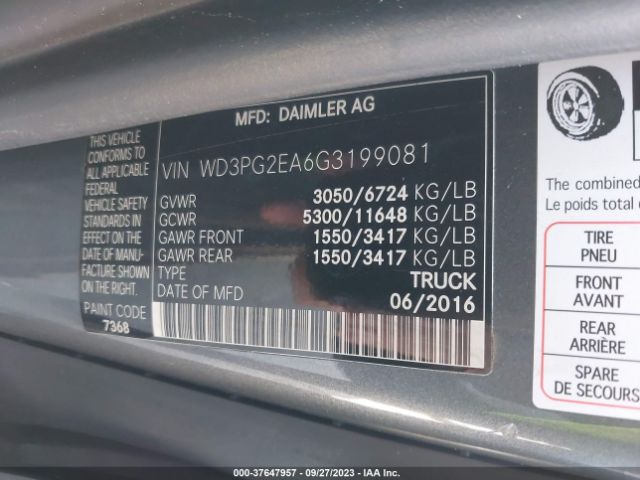 MFD: DAIMLER AG
THIS VEHICLE
CONFORMS TO
ALL APPLICABLE
FEDERAL MOTOR
VEHICLE SAFETY
STANDARDS IN
EFFECT ON THE
DATE OF MANU-
FACTURE SHOWN
ON THE RIGHT.
PAINT CODE
7368
VIN WD3PG2EA6G3199081
GVWR 3050/6724 KG/LB
GCWR 5300/11648 KG/LB
GAWR FRONT 1550/3417 KG/LB
GAWR REAR 1550/3417 KG/LB
TYPE TRUCK
DATE OF MFD 06/2016
The combined
Le poids total
TIRE
PNEU
FRONT
AVANT
REAR
ARRIÈRE
SPARE
DE SECOURS
000-37647957 - 09/27/2023 - IAA Inc.